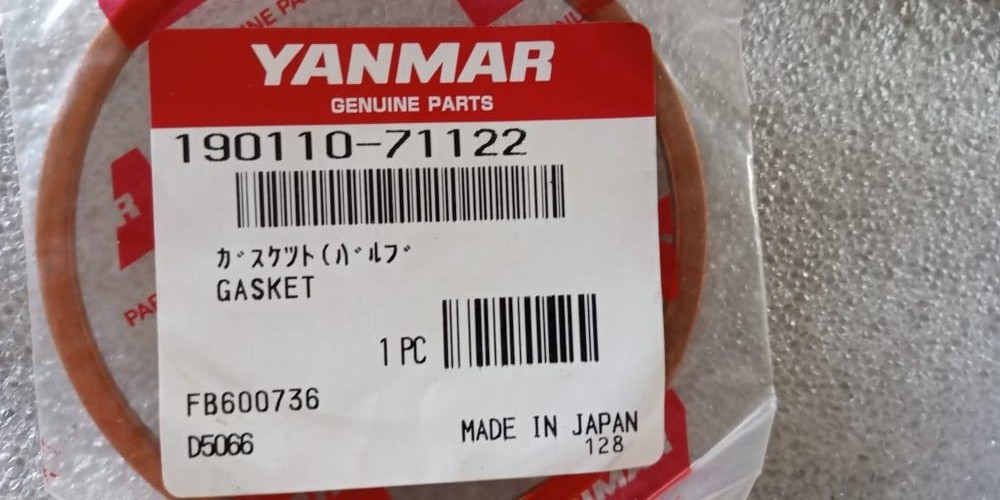 YANMAR
GENUINE PARTS
190110-71122
ガスケツト(バルブ
GASKET
1 PC
FB600736
D5066
MADE IN JAPAN
128